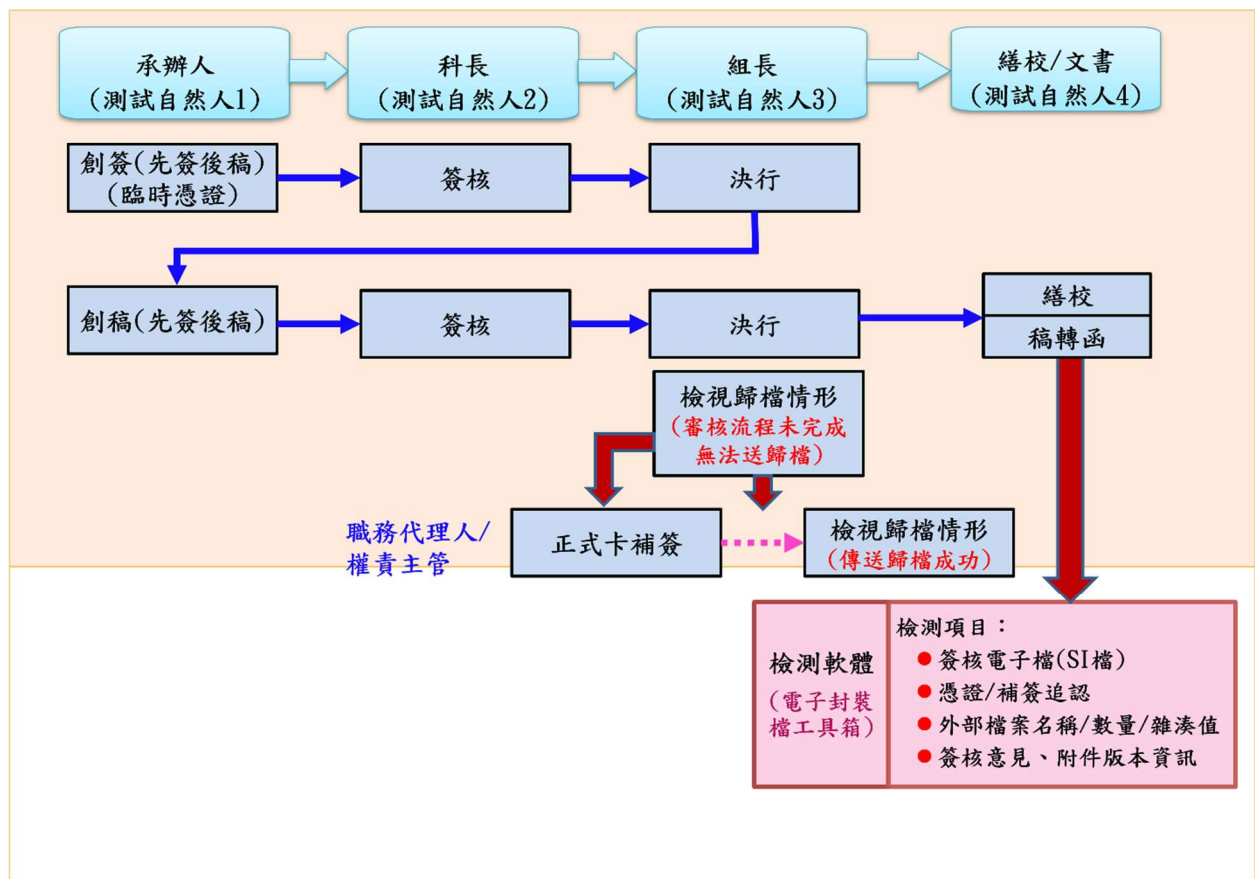 承辦人
(測試自然人1)
科長
(測試自然人2)
組長
(測試自然人3)
繕校/文書
(測試自然人4)
創簽(先簽後稿)
(臨時憑證)
簽核
決行
創稿(先簽後稿)
簽核
決行
繕校
稿轉函
檢視歸檔情形
(審核流程未完成
無法送歸檔)
職務代理人/
權責主管
正式卡補簽
檢視歸檔情形
(傳送歸檔成功)
檢測軟體
(電子封裝
檔工具箱)
檢測項目：
● 簽核電子檔(SI檔)
● 憑證/補簽追認
● 外部檔案名稱/數量/雜湊值
● 簽核意見、附件版本資訊